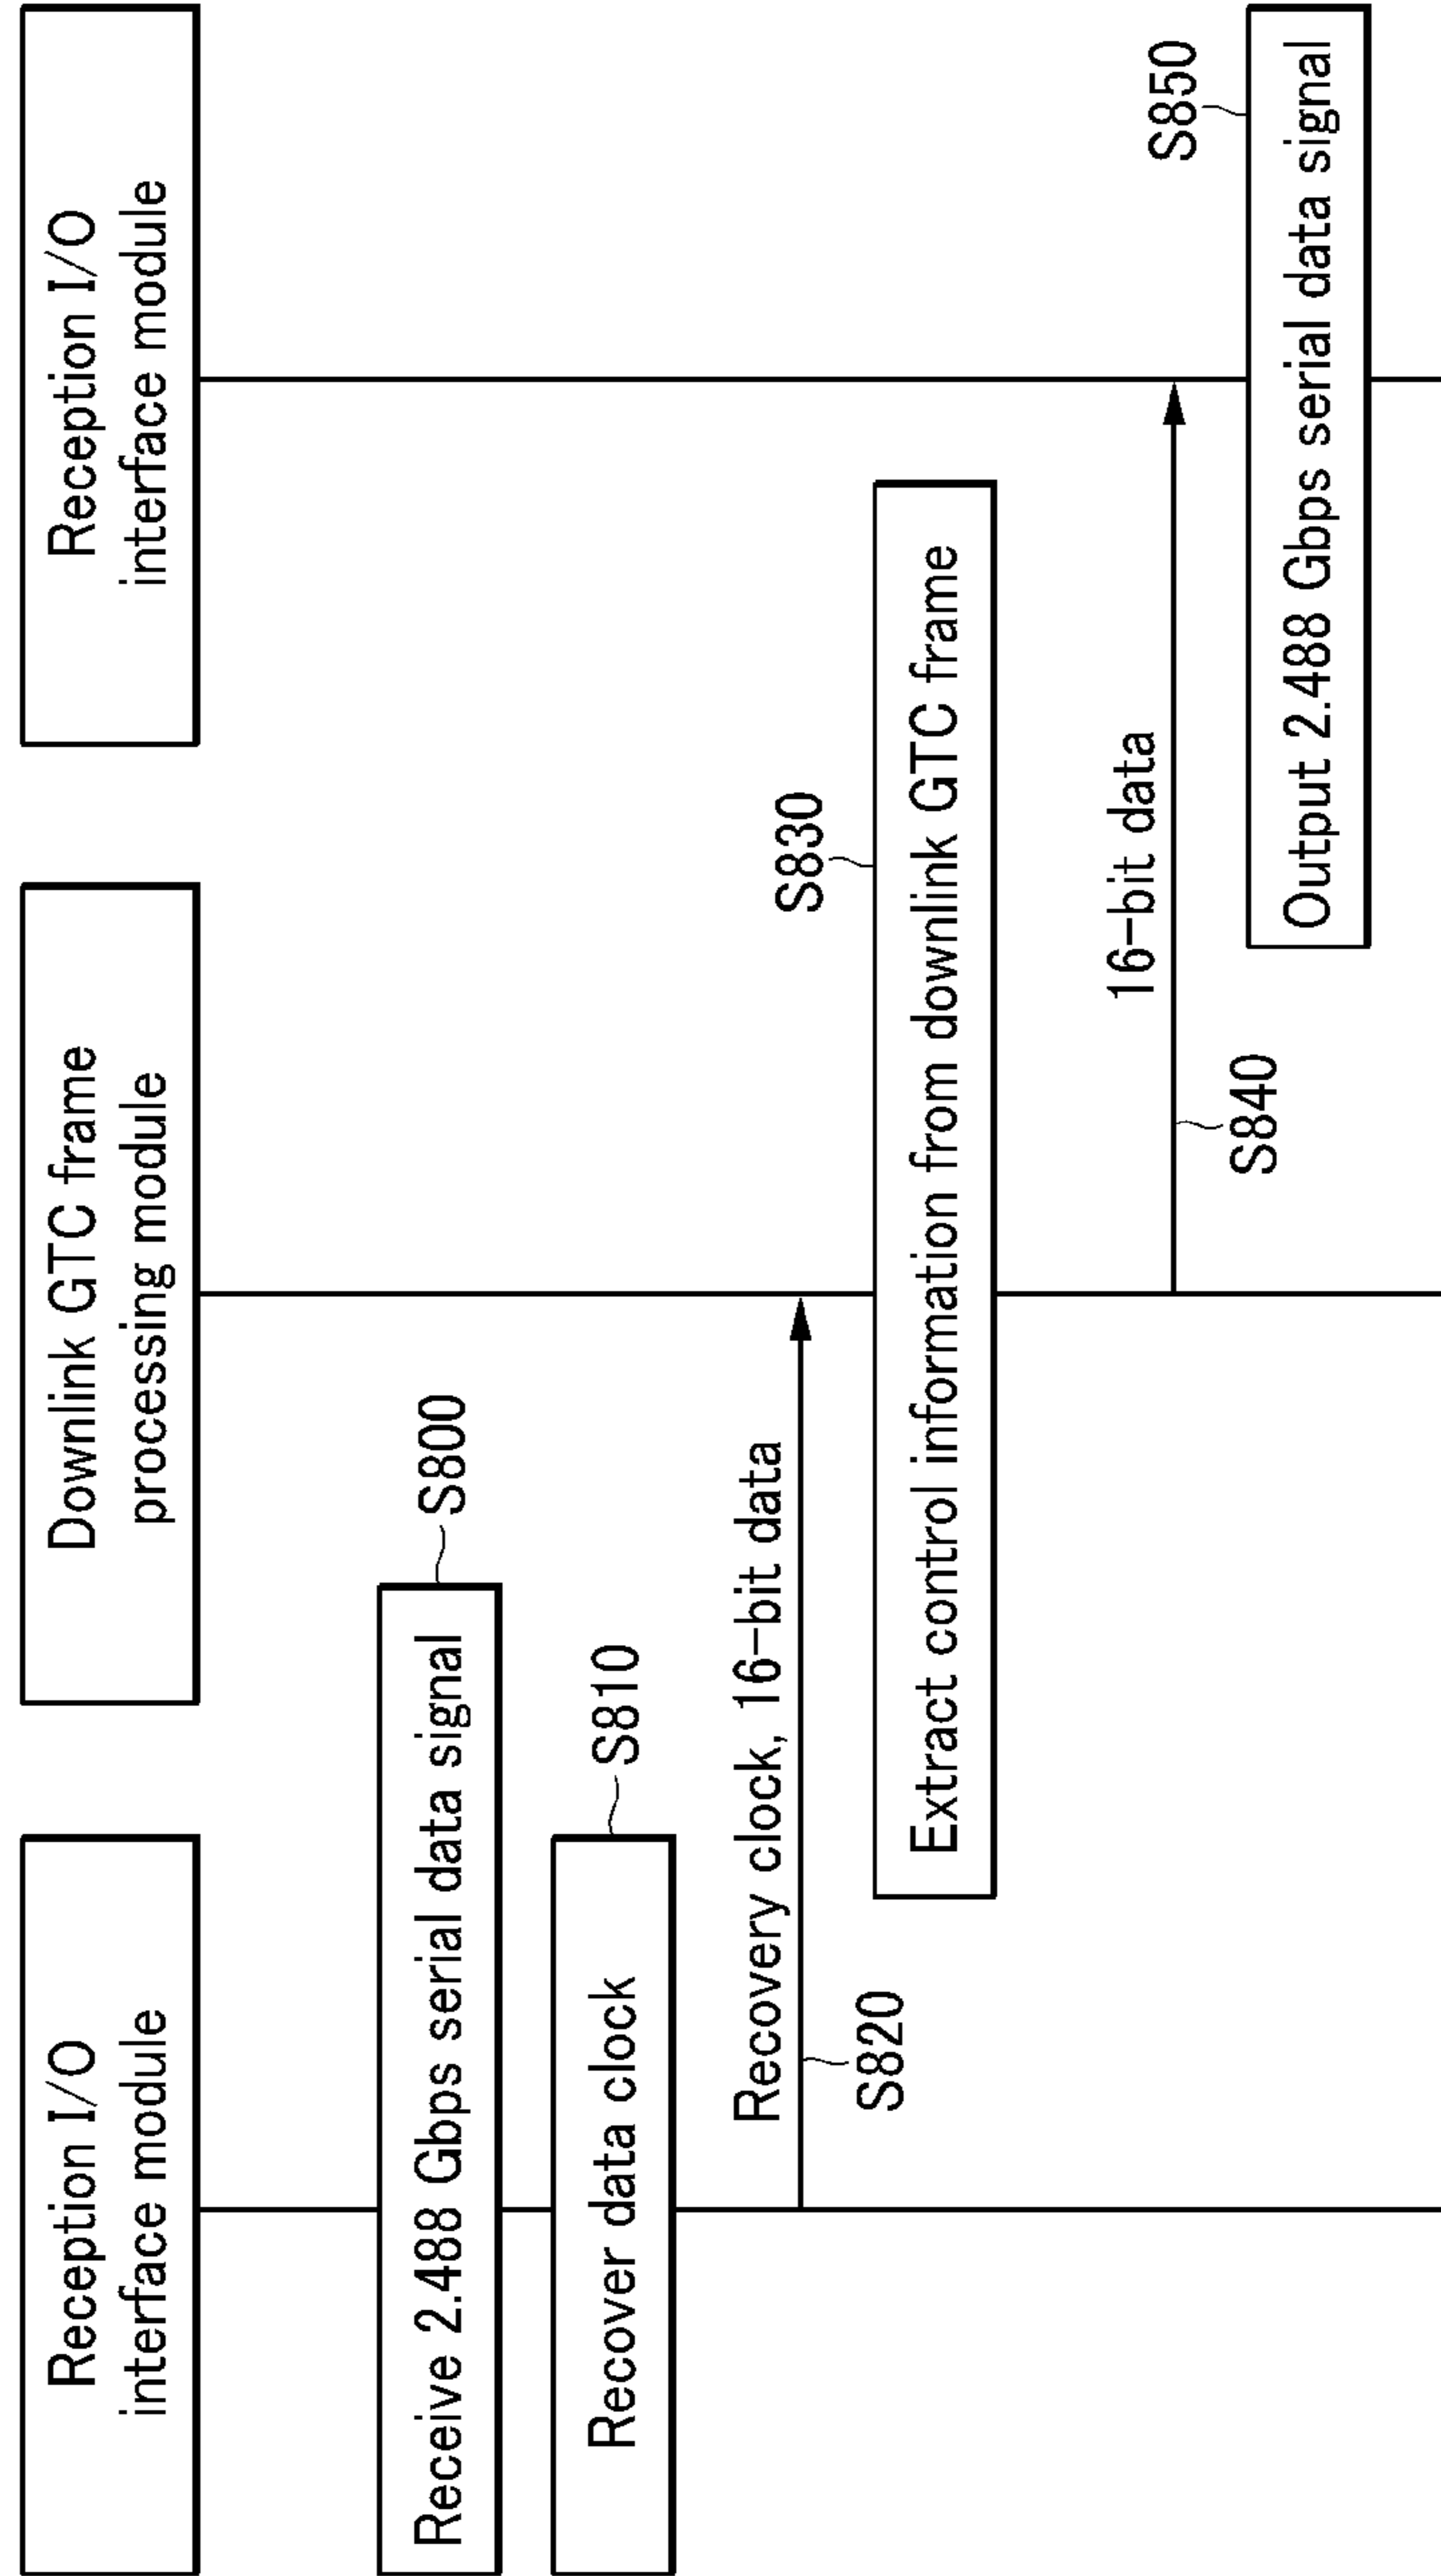 Reception I/O
interface module
Downlink GTC frame
processing module
Reception I/O
interface module
Receive 2.488 Gbps serial data signal
S800
Recover data clock
S810
Recovery clock, 16-bit data
S820
S830
Extract control information from downlink GTC frame
16-bit data
S840
S850
Output 2.488 Gbps serial data signal